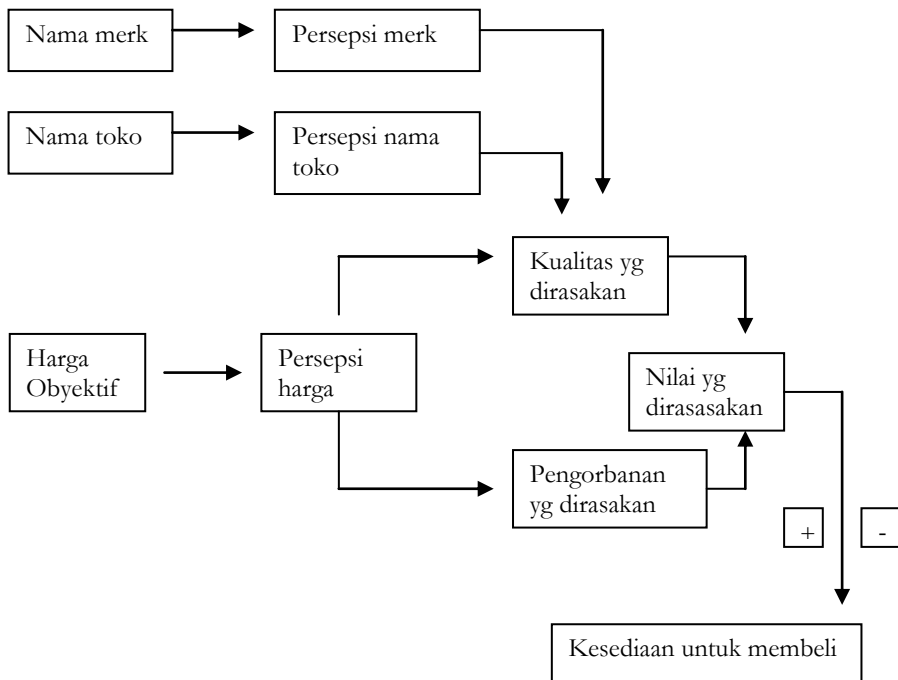 Nama merk
Persepsi merk
Nama toko
Persepsi nama
toko
Kualitas yg
dirasakan
Harga
Obyektif
Persepsi
harga
Nilai yg
dirasasakan
Pengorbanan
yg dirasakan
+
-
Kesediaan untuk membeli